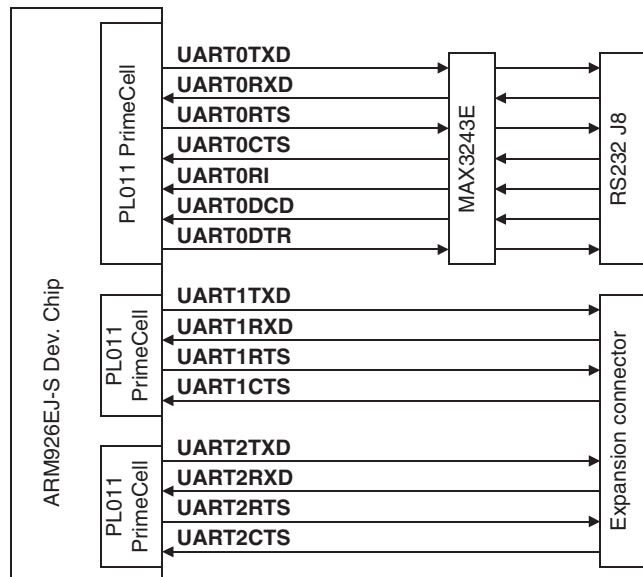 ARM926EJ-S Dev. Chip
PL011 PrimeCell
UART0TXD
UART0RXD
UART0RTS
UART0CTS
UART0RI
UART0DCD
UART0DTR
MAX3243E
RS232 J8
PL011
PrimeCell
UART1TXD
UART1RXD
UART1RTS
UART1CTS
Expansion connector
PL011
PrimeCell
UART2TXD
UART2RXD
UART2RTS
UART2CTS